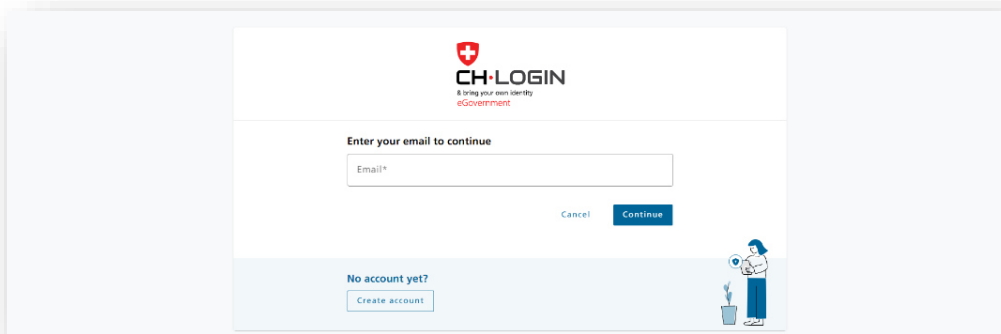 CH·LOGIN
& bring your own identity
eGovernment
Enter your email to continue
Email*
Cancel
Continue
No account yet?
Create account